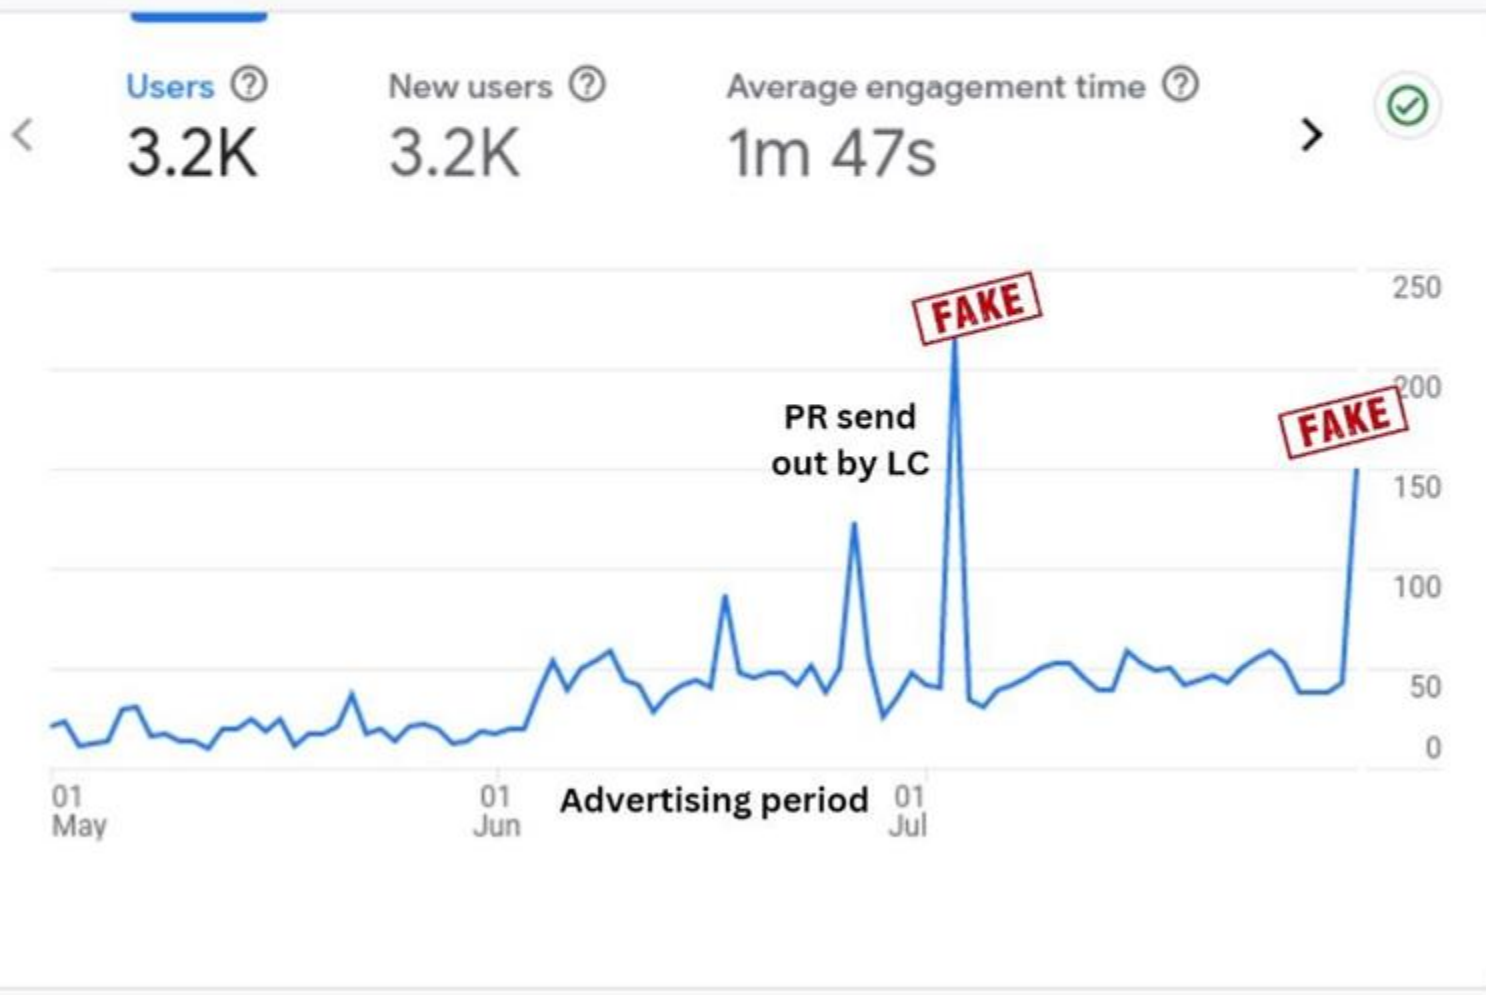 Users ? New users ? Average engagement time ?
3.2K 3.2K 1m 47s
250
FAKE
200
FAKE
PR send
out by LC
150
100
50
0
01 May
01 Jun
Advertising period
01 Jul